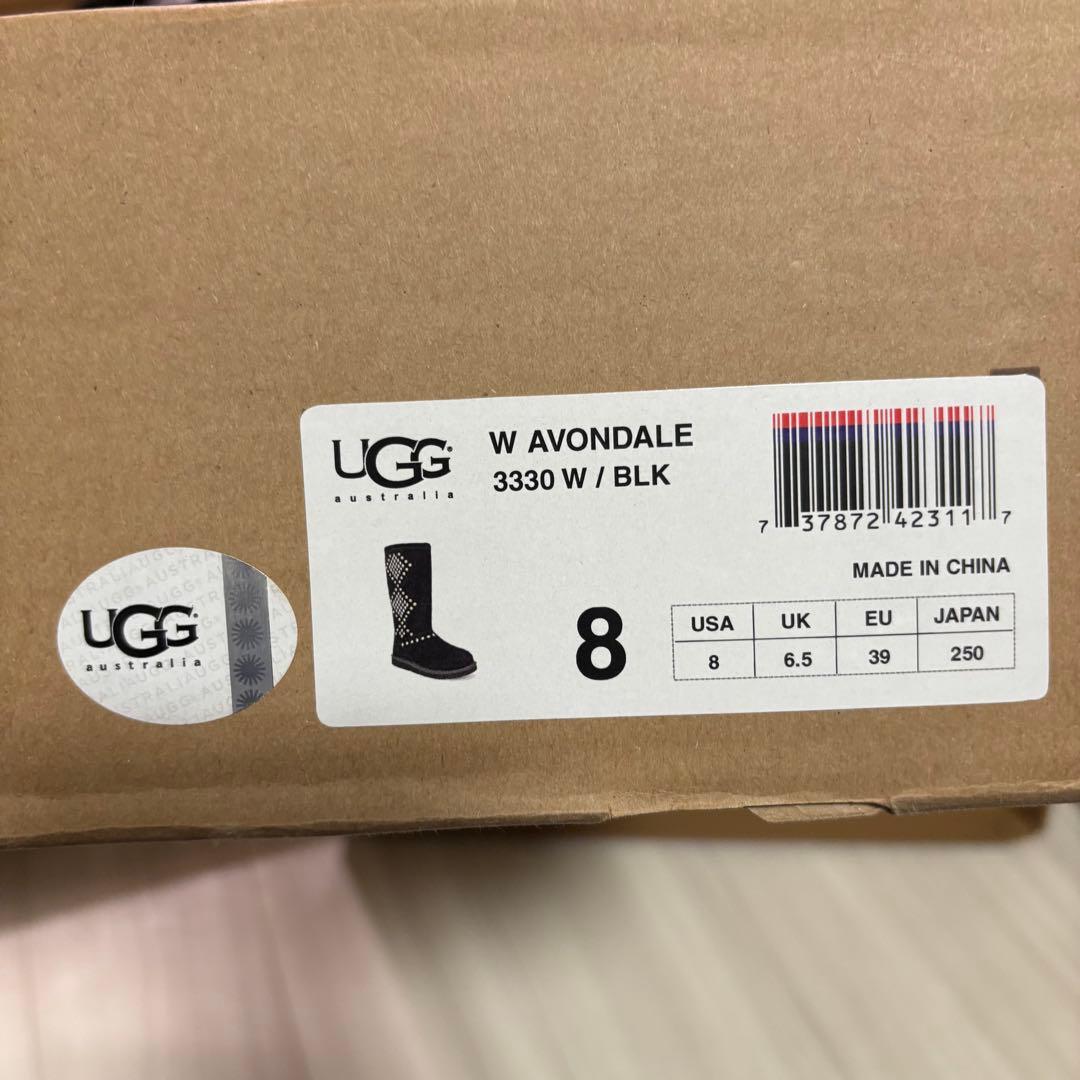 UGG
australia
W AVONDALE
3330 W / BLK
7 37872 42311 7
MADE IN CHINA
8
USA UK EU JAPAN
8 6.5 39 250
UGG
australia